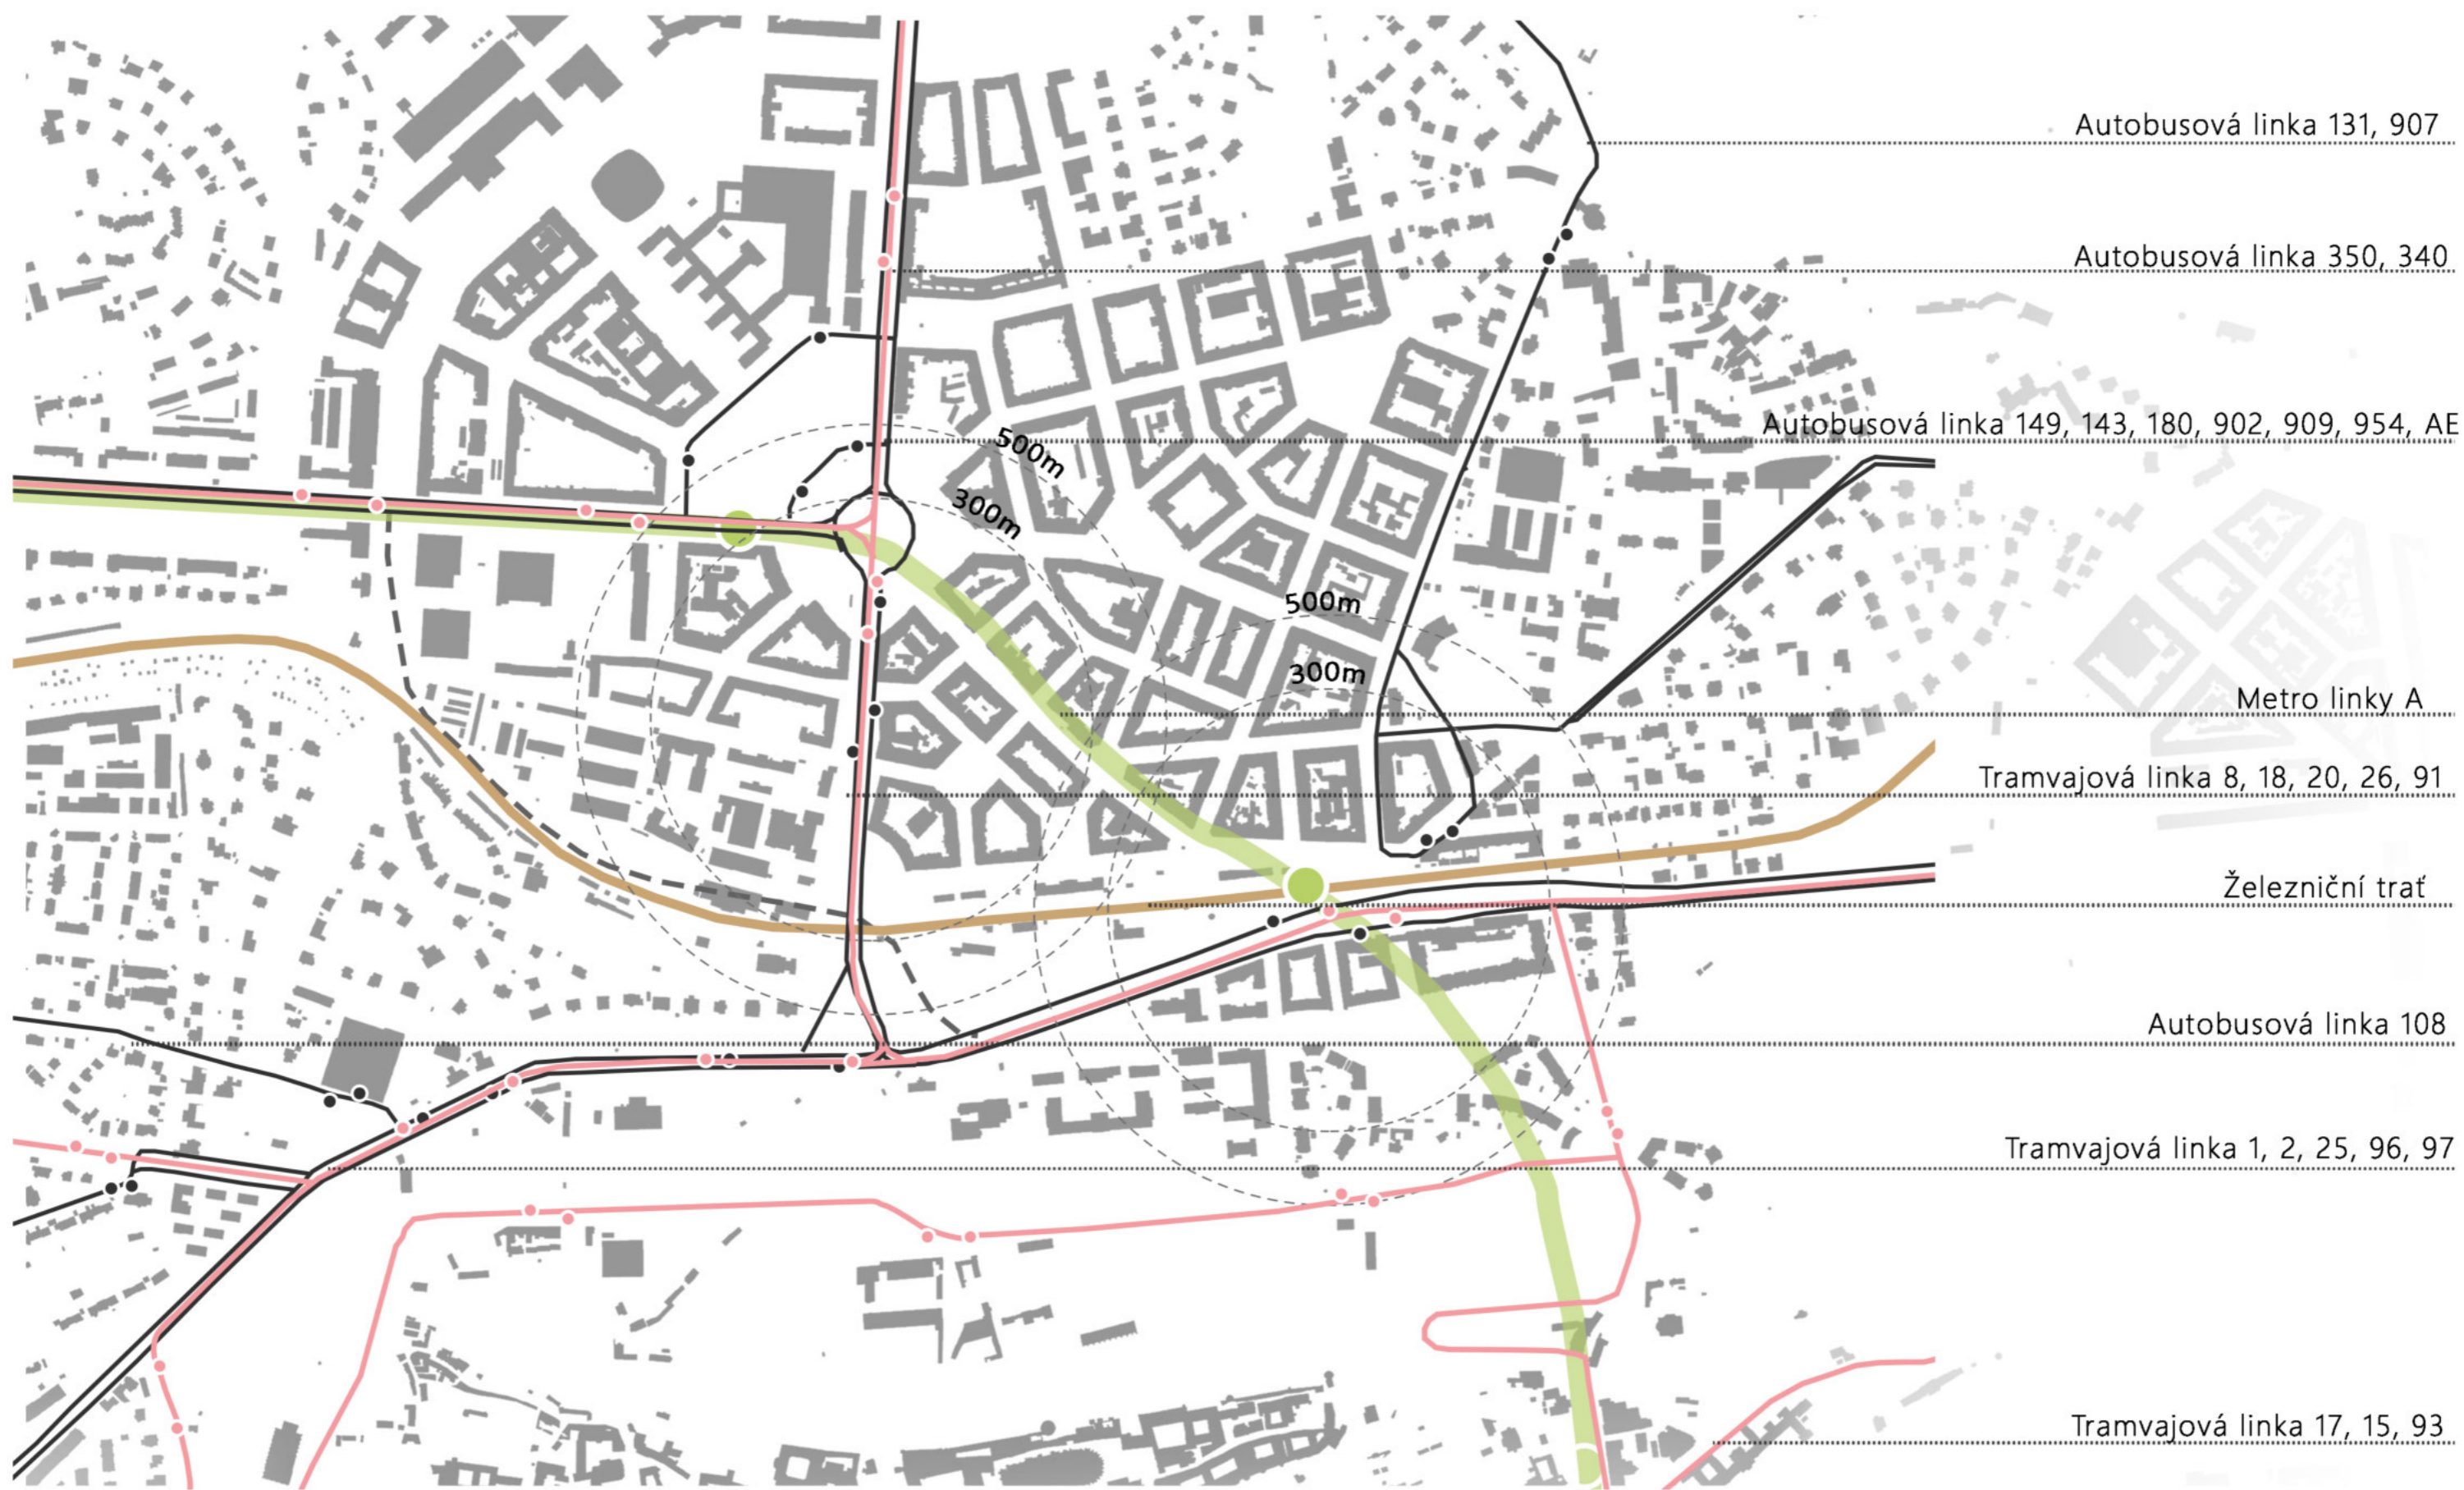 Autobusová linka 131, 907
Autobusová linka 350, 340
Autobusová linka 149, 143, 180, 902, 909, 954, AE
500m
300m
500m
300m
Metro linky A
Tramvajová linka 8, 18, 20, 26, 91
Železniční trať
Autobusová linka 108
Tramvajová linka 1, 2, 25, 96, 97
Tramvajová linka 17, 15, 93